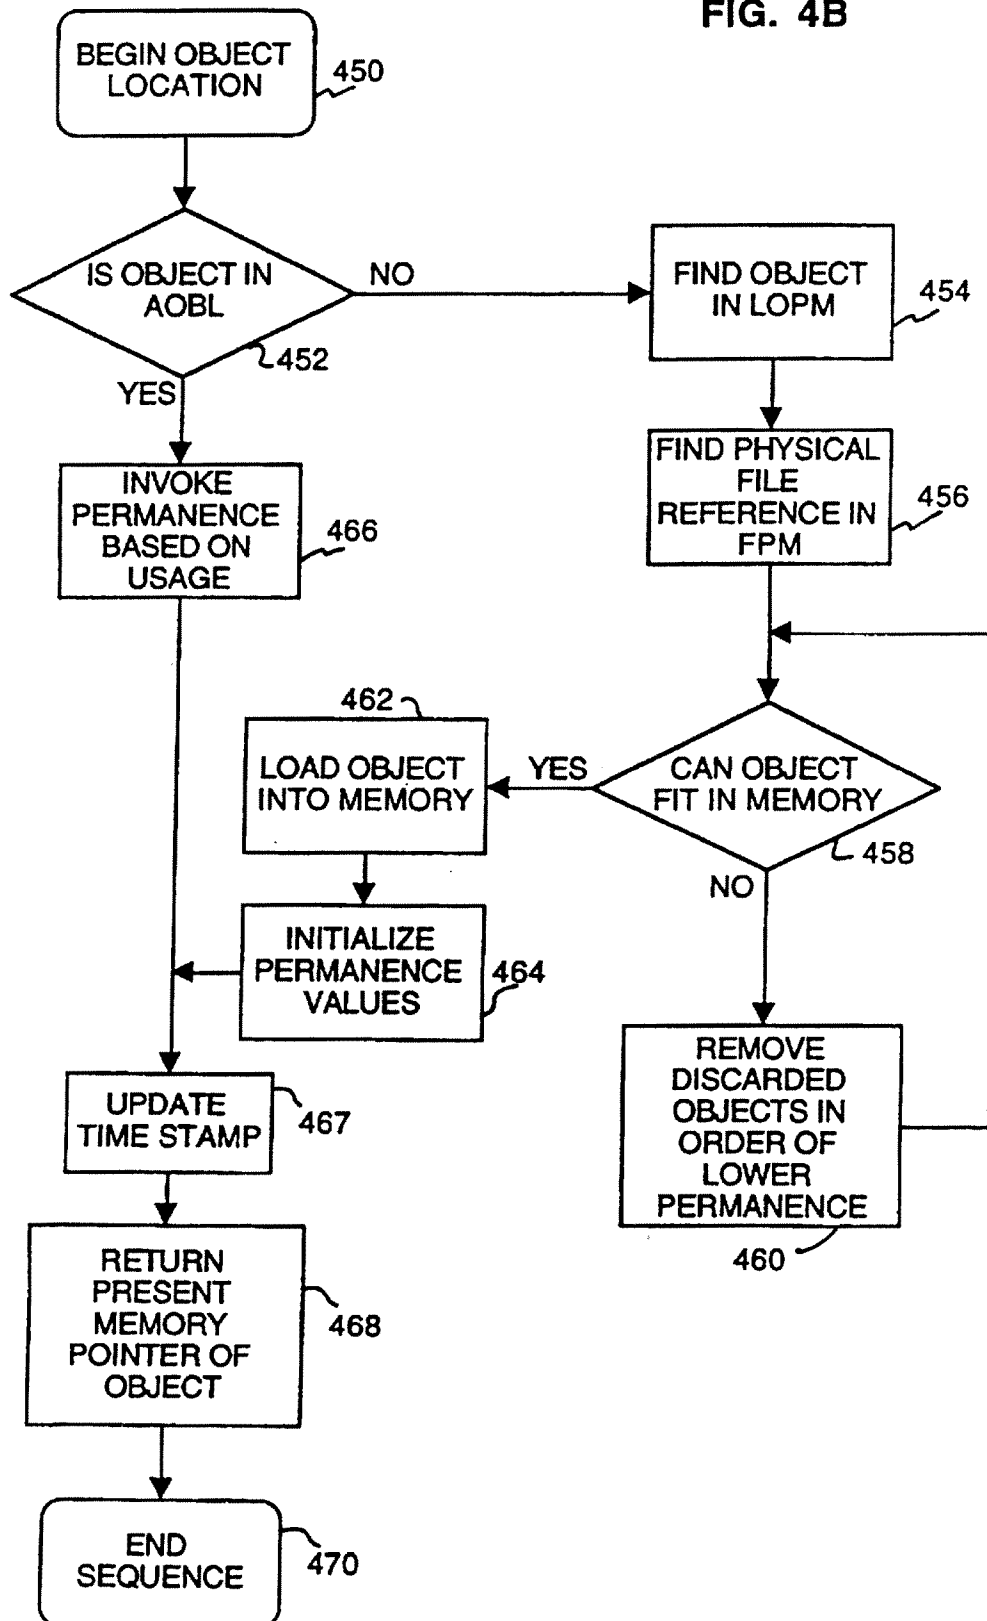 FIG. 4B
BEGIN OBJECT
LOCATION
450
IS OBJECT IN
AOBL
NO
452
YES
FIND OBJECT
IN LOPM
454
FIND PHYSICAL
FILE
REFERENCE IN
FPM
456
INVOKE
PERMANENCE
BASED ON
USAGE
466
462
LOAD OBJECT
INTO MEMORY
YES
CAN OBJECT
FIT IN MEMORY
458
NO
INITIALIZE
PERMANENCE
VALUES
464
REMOVE
DISCARDED
OBJECTS IN
ORDER OF
LOWER
PERMANENCE
460
UPDATE
TIME STAMP
467
RETURN
PRESENT
MEMORY
POINTER OF
OBJECT
468
END
SEQUENCE
470